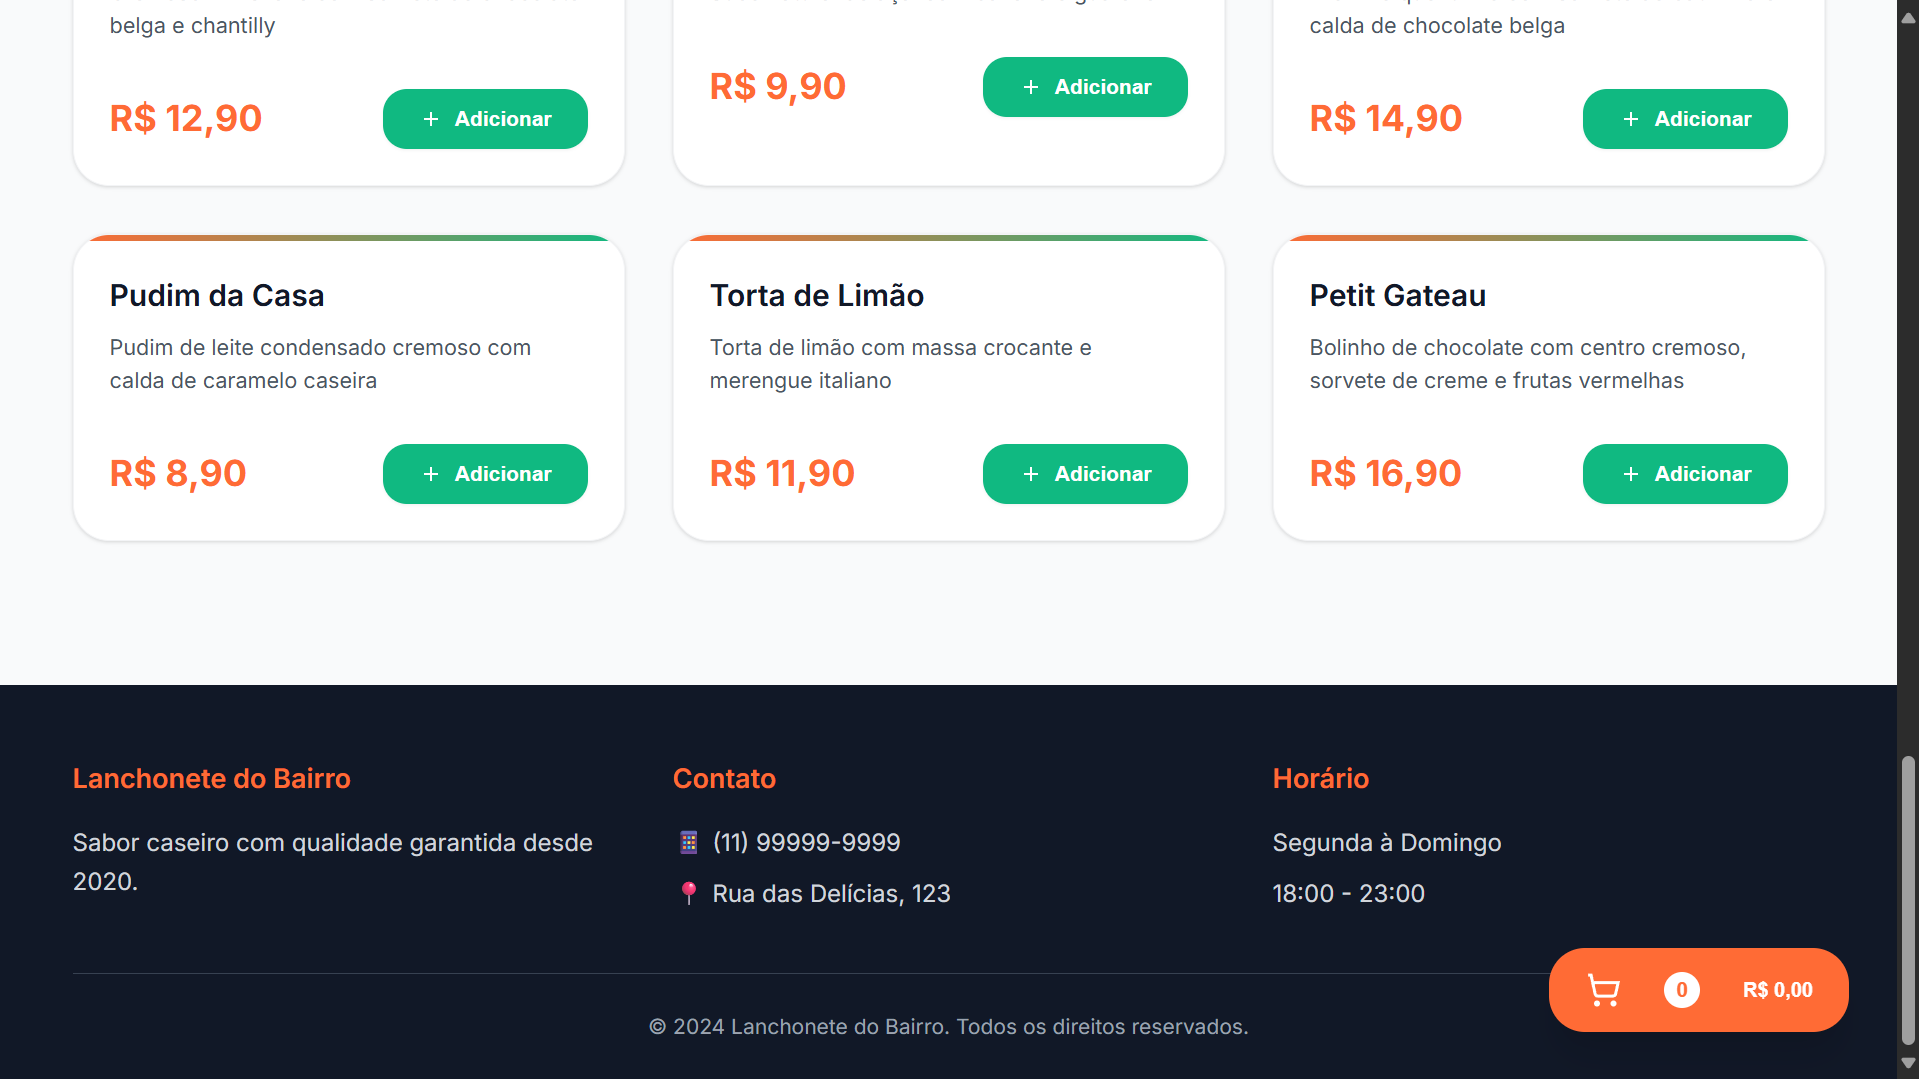 belga e chantilly
R$ 12,90
+ Adicionar
R$ 9,90
+ Adicionar
calda de chocolate belga
R$ 14,90
+ Adicionar
Pudim da Casa
Pudim de leite condensado cremoso com
calda de caramelo caseira
R$ 8,90
+ Adicionar
Torta de Limão
Torta de limão com massa crocante e
merengue italiano
R$ 11,90
+ Adicionar
Petit Gateau
Bolinho de chocolate com centro cremoso,
sorvete de creme e frutas vermelhas
R$ 16,90
+ Adicionar
Lanchonete do Bairro
Sabor caseiro com qualidade garantida desde
2020.
Contato
(11) 99999-9999
Rua das Delícias, 123
Horário
Segunda à Domingo
18:00 - 23:00
0
R$ 0,00
© 2024 Lanchonete do Bairro. Todos os direitos reservados.